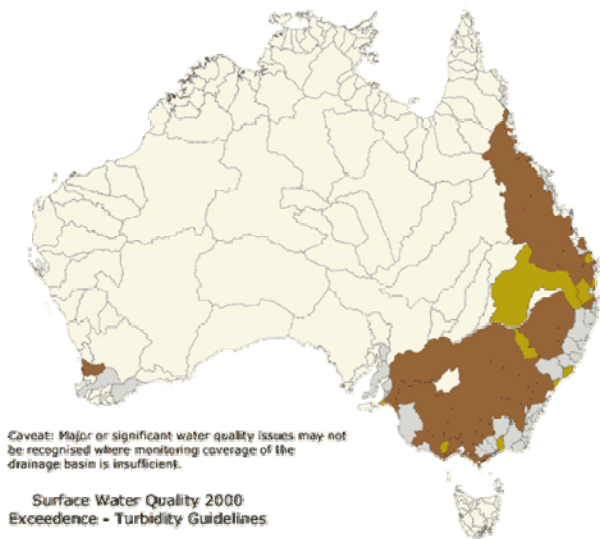 Caveat: Major or significant water quality issues may not
be recognised where monitoring coverage of the
drainage basin is insufficient.
Surface Water Quality 2000
Exceedence - Turbidity Guidelines